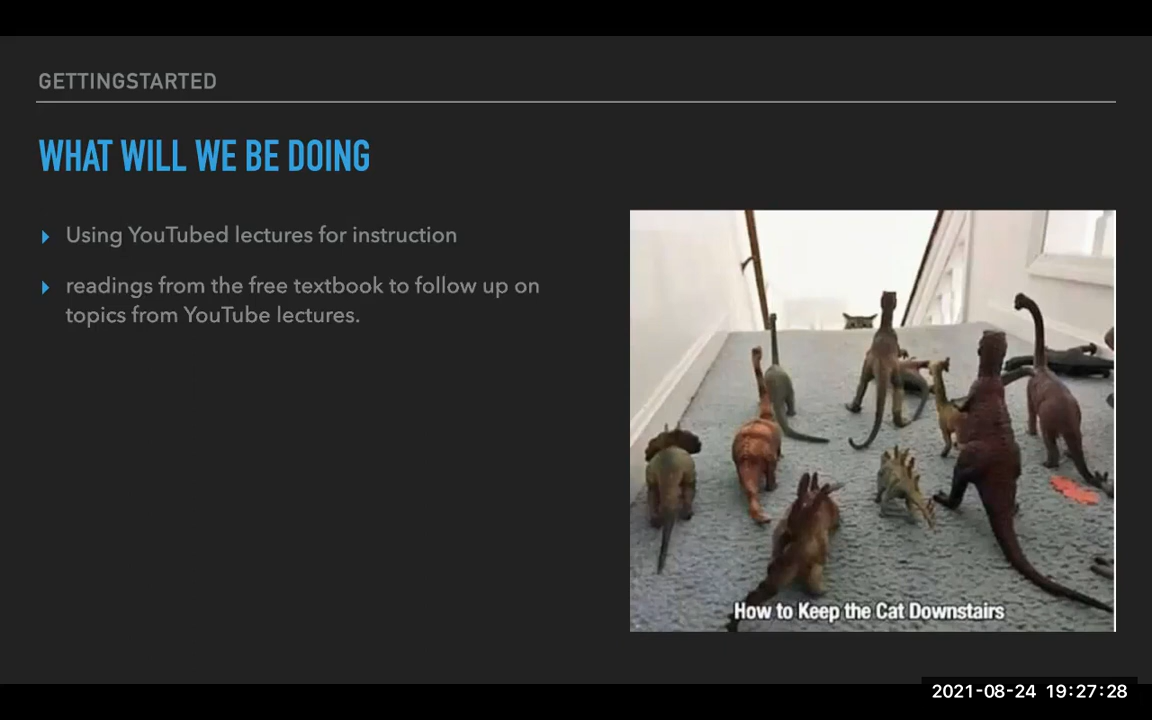 GETTINGSTARTED
WHAT WILL WE BE DOING
Using YouTubed lectures for instruction
readings from the free textbook to follow up on
topics from YouTube lectures.
How to Keep the Cat Downstairs
2021-08-24 19:27:28